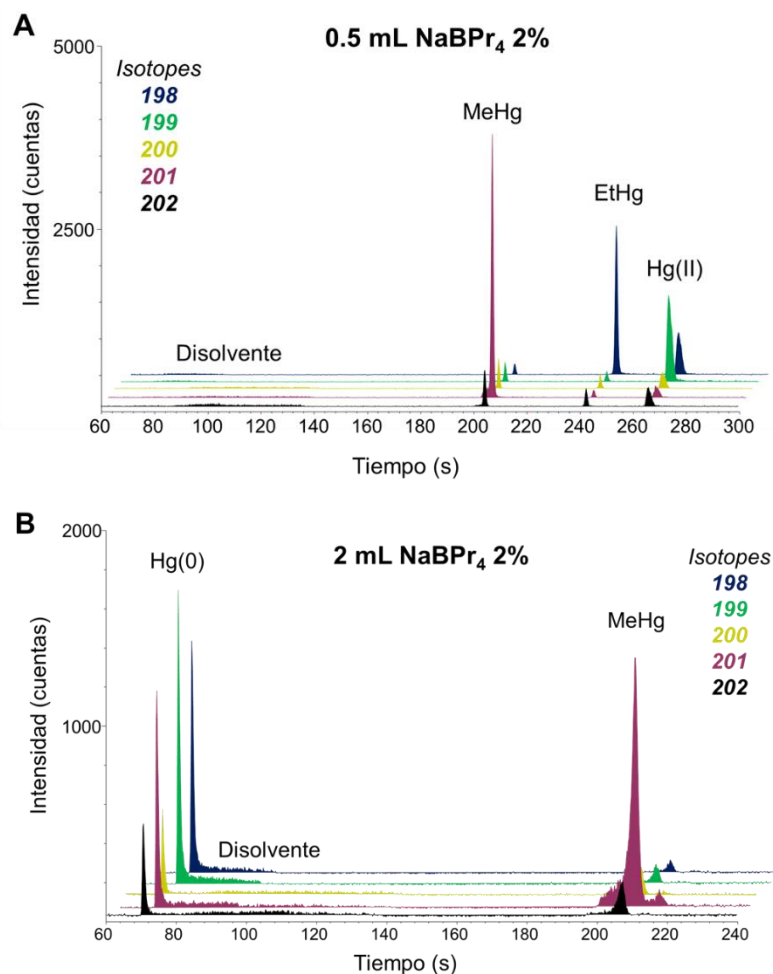 A
0.5 mL NaBPr₄ 2%
Isotopes
198
199
200
201
202
5000
2500
Intensidad (cuentas)
MeHg
EtHg
Hg(II)
Disolvente
60 80 100 120 140 160 180 200 220 240 260 280 300
Tiempo (s)
B
2 mL NaBPr₄ 2%
Isotopes
198
199
200
201
202
2000
1000
Intensidad (cuentas)
Hg(0)
MeHg
Disolvente
60 80 100 120 140 160 180 200 220 240
Tiempo (s)